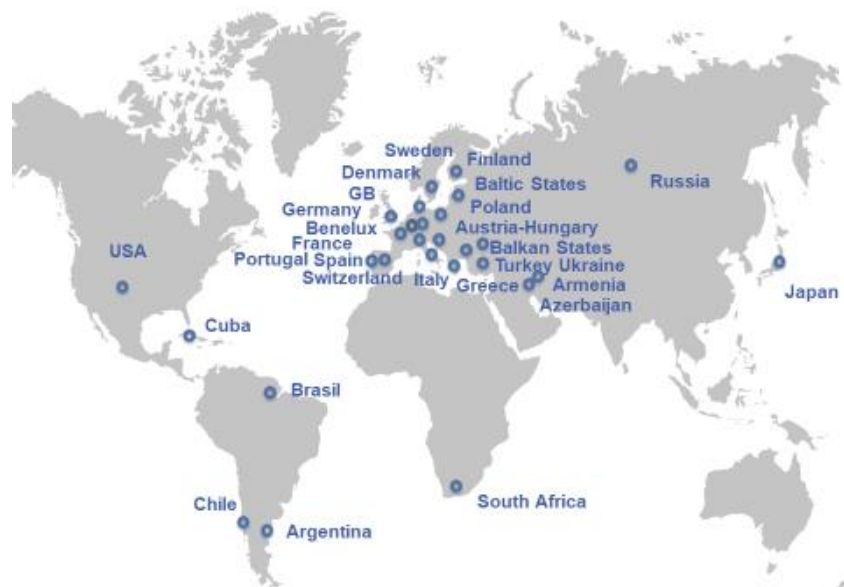 Sweden
Finland
Denmark
Baltic States
Russia
GB
Germany
Poland
Benelux
Austria-Hungary
France
Balkan States
USA
Portugal Spain
Turkey Ukraine
Switzerland
Italy
Greece
Armenia
Japan
Azerbaijan
Cuba
Brasil
South Africa
Chile
Argentina